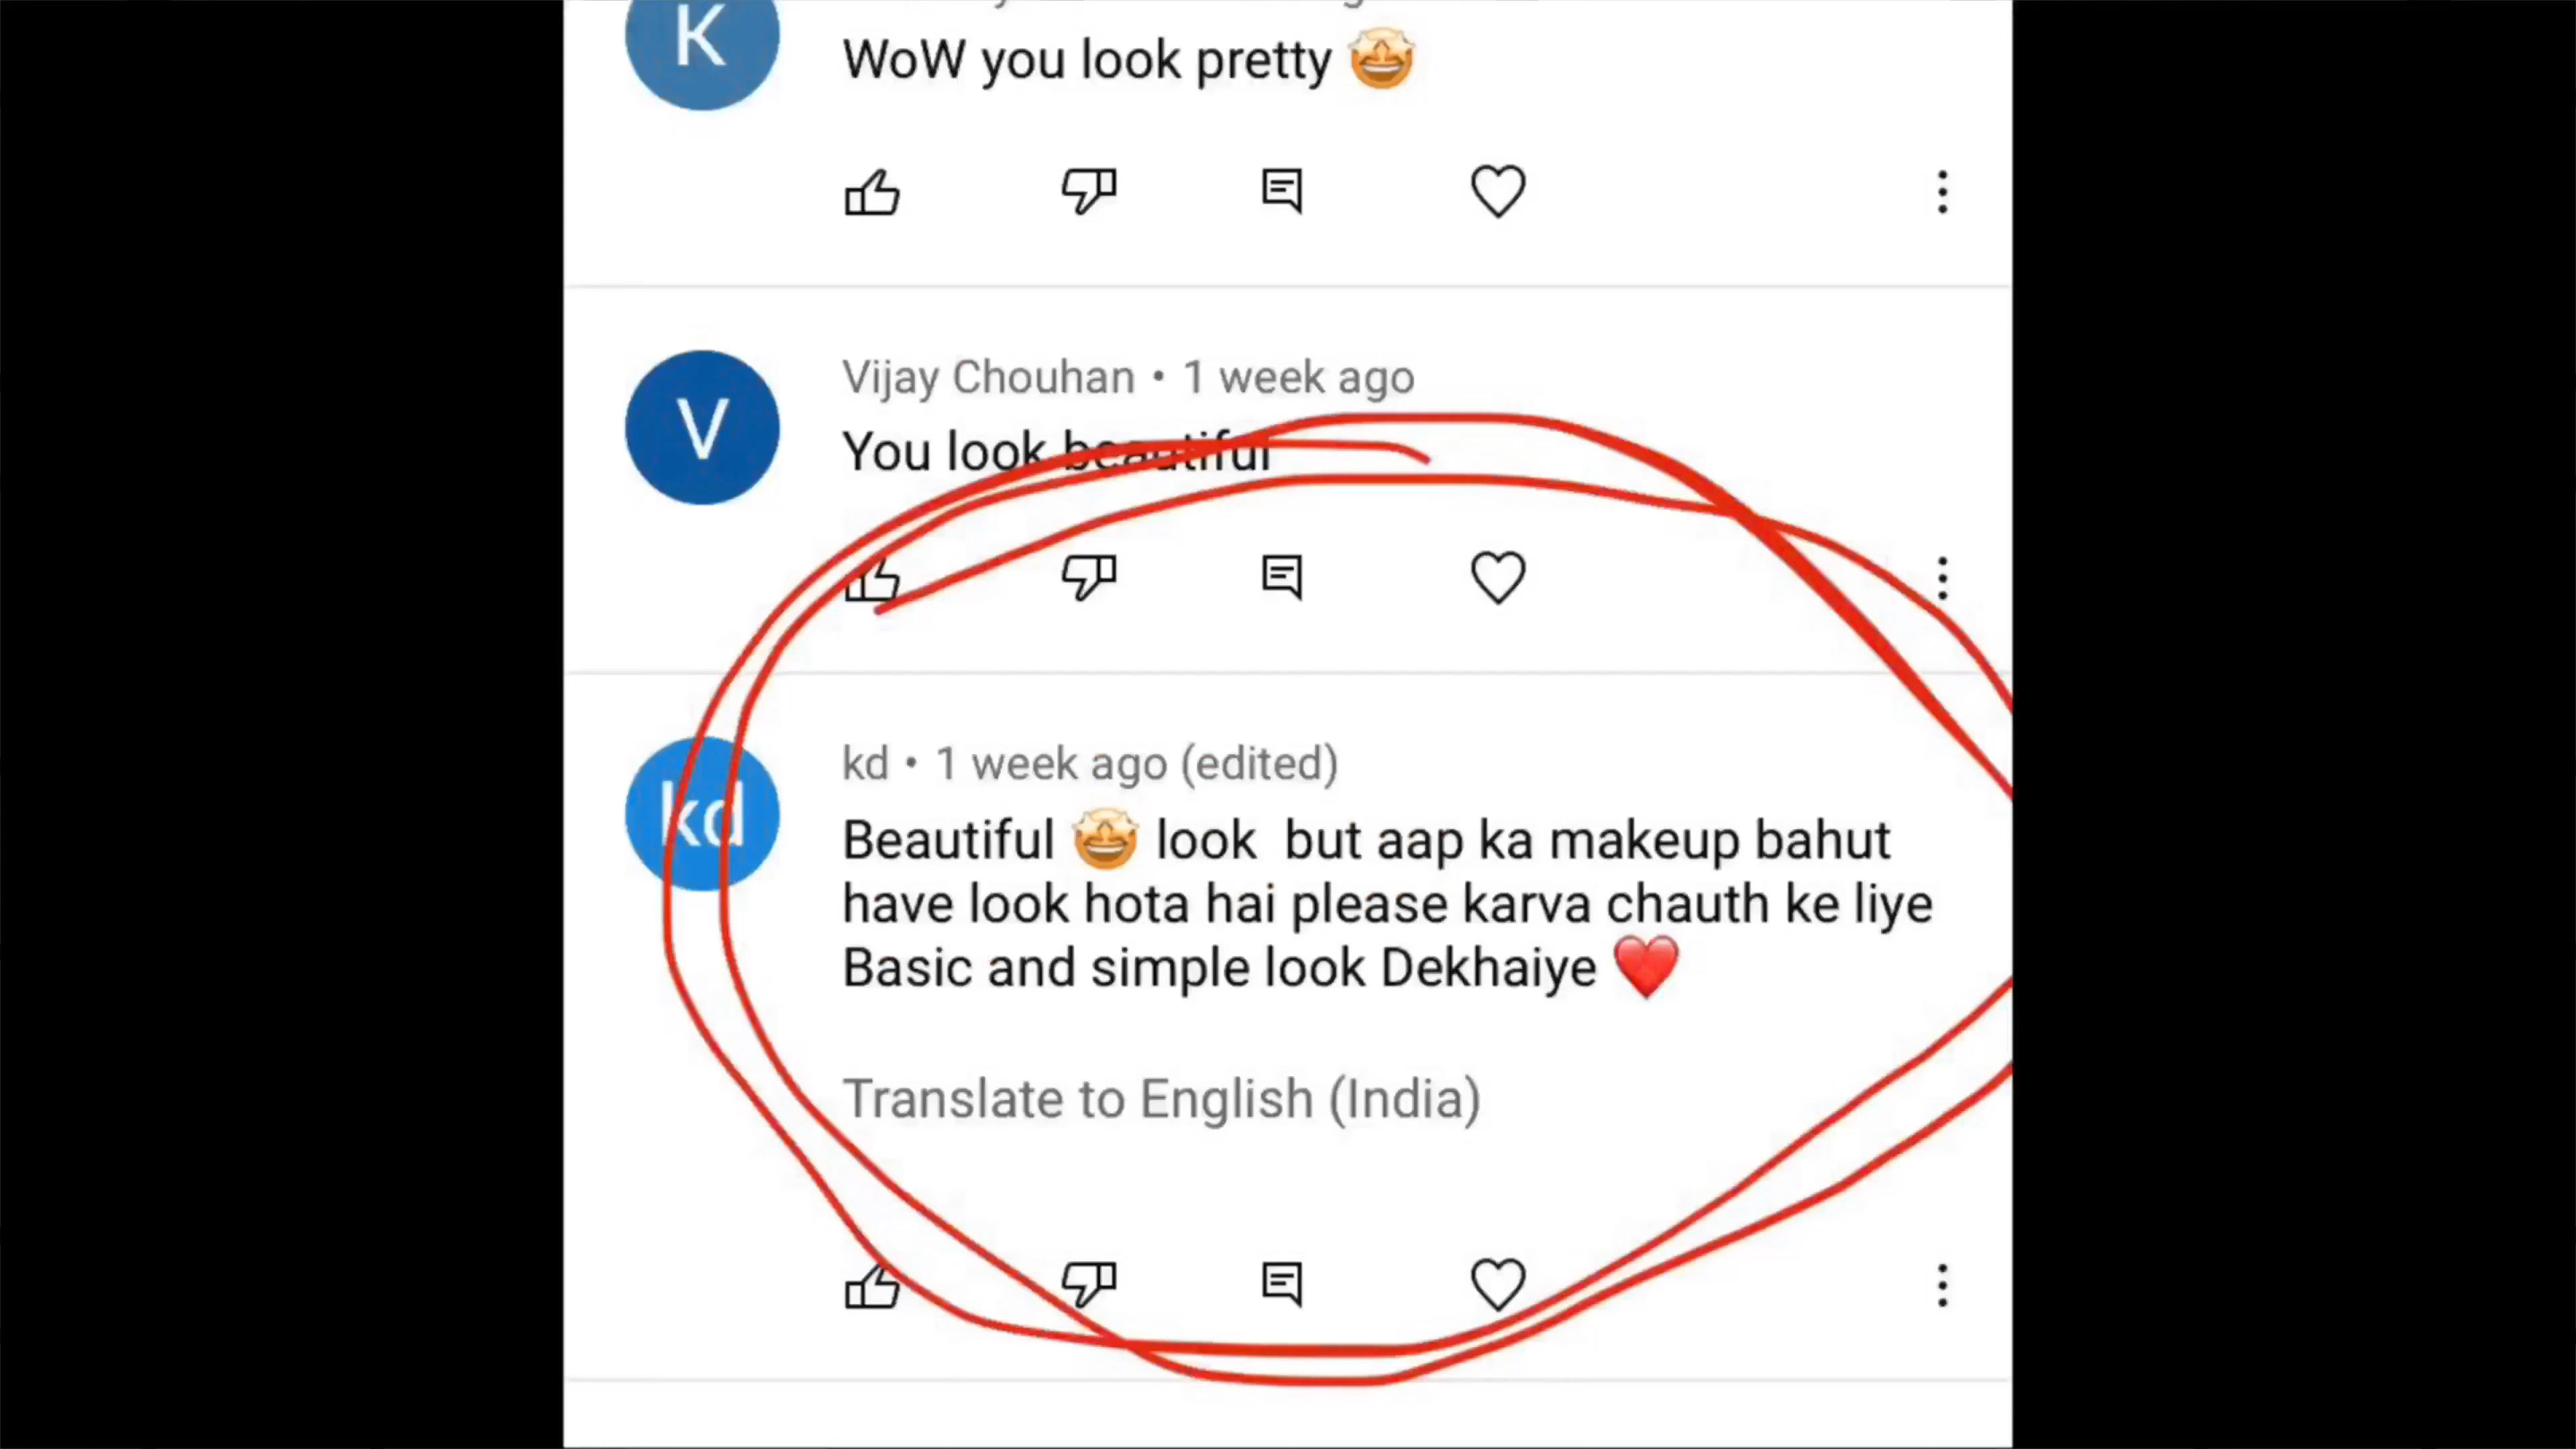 K
WoW you look pretty 🤩
V
Vijay Chouhan • 1 week ago
You look beautiful
kd
kd • 1 week ago (edited)
Beautiful 🤩 look but aap ka makeup bahut
have look hota hai please karva chauth ke liye
Basic and simple look Dekhaiye ❤️
Translate to English (India)